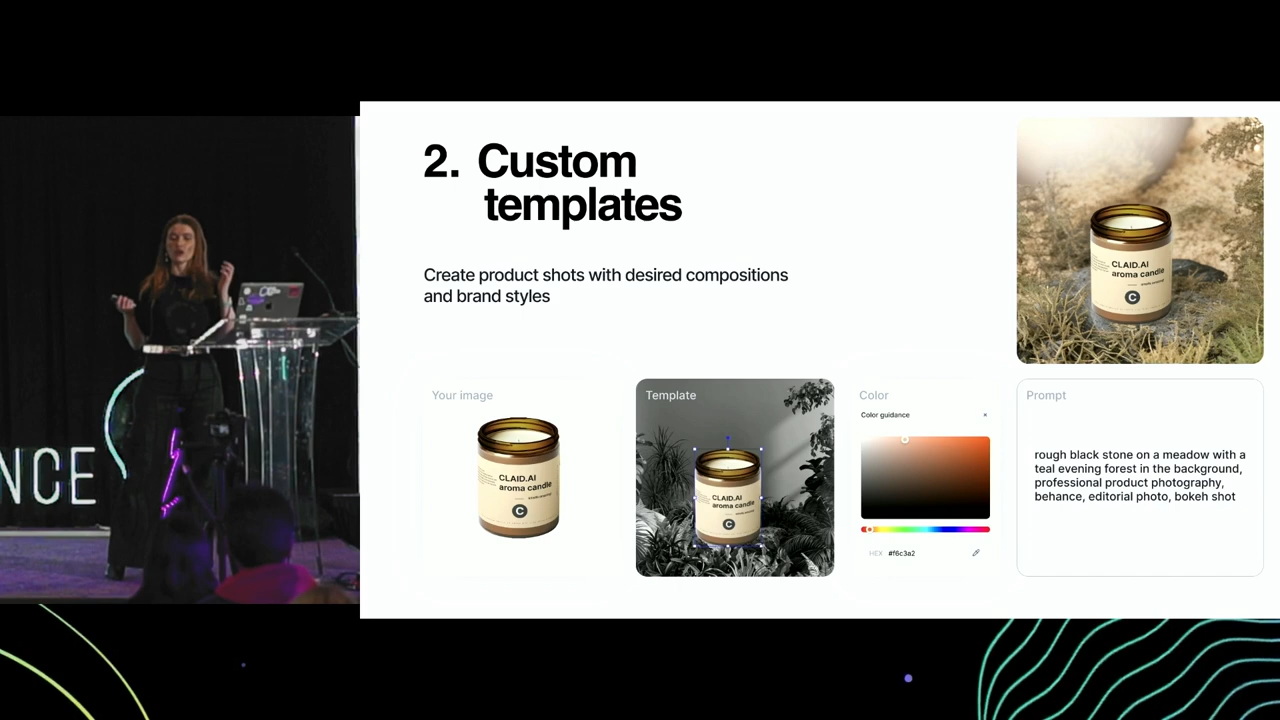 2. Custom
templates
Create product shots with desired compositions
and brand styles
CLAID.AI
aroma candle
C
Your image
CLAID.AI
aroma candle
C
Template
CLAID.AI
aroma candle
C
Color
Color guidance
×
HEX #f6c3a2
Prompt
rough black stone on a meadow with a
teal evening forest in the background,
professional product photography,
behance, editorial photo, bokeh shot
NCE